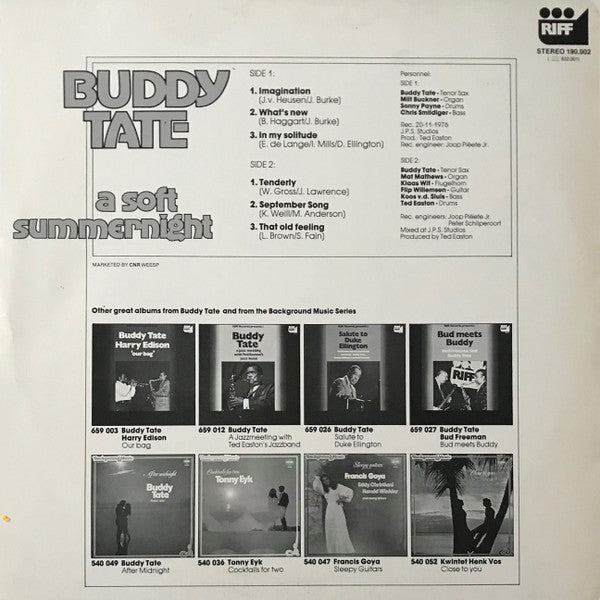 RIFF
STEREO 190.002
BUDDY
TATE
a soft
summernight
SIDE 1:
1. Imagination
(J.v. Heusen/J. Burke)
2. What's new
(B. Haggart/J. Burke)
3. In my solitude
(E. de Lange/I. Mills/D. Ellington)
SIDE 2:
1. Tenderly
(W. Gross/J. Lawrence)
2. September Song
(K. Weill/M. Anderson)
3. That old feeling
(L. Brown/S. Fain)
Personnel:
SIDE 1:
Buddy Tate - Tenor Sax
Milt Buckner - Organ
Sonny Payne - Drums
Chris Smildiger - Bass
Rec. 20-11-1976
J.P.S. Studios
Prod.: Ted Easton
Rec. engineer: Joop Pléete Jr.
SIDE 2:
Buddy Tate - Tenor Sax
Mat Mathews - Organ
Klaas Wit - Flugelhorn
Flip Willemsen - Guitar
Koos v.d. Sluis - Bass
Ted Easton - Drums
Rec. engineers: Joop Pléete Jr.
Peter Schilperoort
Mixed at J.P.S. Studios
Produced by Ted Easton
MARKETED BY CNR WEESP
Other great albums from Buddy Tate and from the Background Music Series
Buddy Tate
Harry Edison
'our bag'
Buddy
Tate
Salute to
Duke
Ellington
Bud meets
Buddy
RIFF
659 003 Buddy Tate
Harry Edison
Our bag
659 012 Buddy Tate
A Jazzmeeting with
Ted Easton's Jazzband
659 026 Buddy Tate
Salute to
Duke Ellington
659 027 Buddy Tate
Bud Freeman
Bud meets Buddy
After midnight
Buddy
Tate
Cocktails for two
Tonny Eyk
Sleepy guitars
Francis Goya
Eddy Christiani
Harold Winkler
Close to you
540 049 Buddy Tate
After Midnight
540 036 Tonny Eyk
Cocktails for two
540 047 Francis Goya
Sleepy Guitars
540 052 Kwintet Henk Vos
Close to you